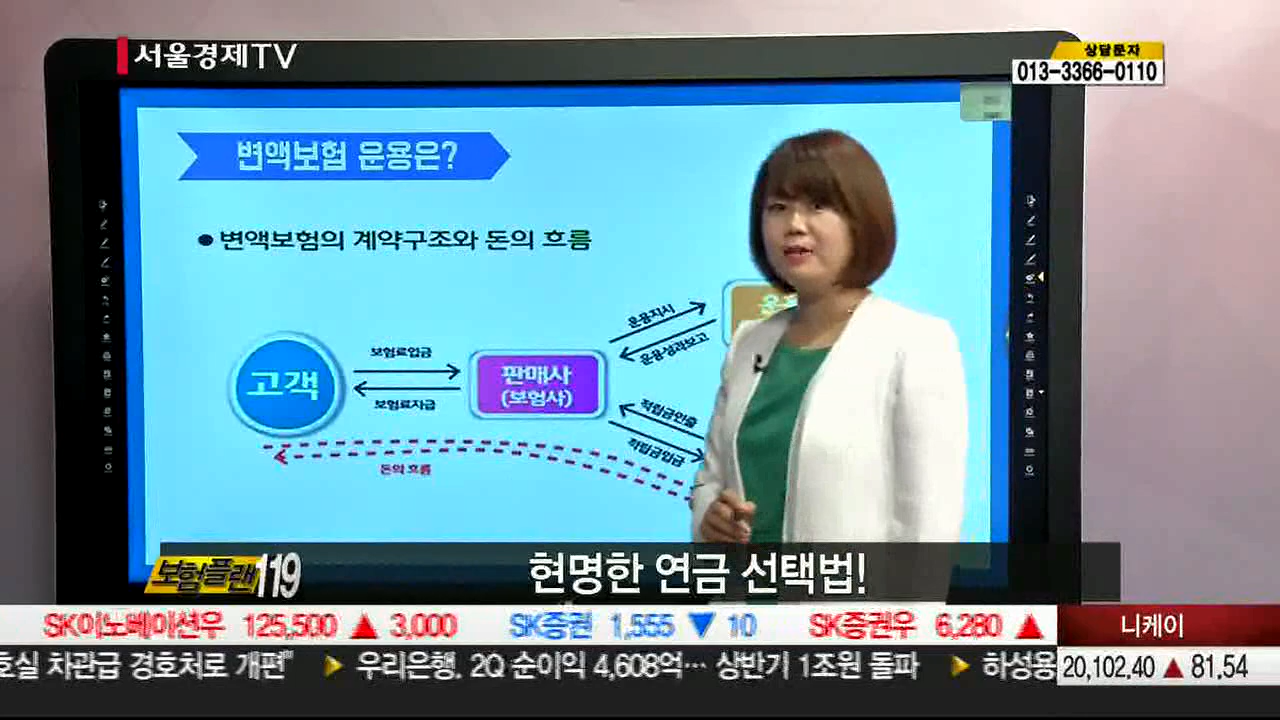 서울경제TV
상담문자
013-3366-0110
변액보험 운용은?
● 변액보험의 계약구조와 돈의 흐름
운용지시
운용성과보고
보험료입금
고객
판매사
(보험사)
보험료지급
적립금인출
적립금입금
돈의 흐름
보험플랜119
현명한 연금 선택법!
SK이노베이션우 125,500 ▲ 3,000 SK증권 1,555 ▼ 10 SK증권우 6,280 ▲
니케이
호실 차관급 경호처로 개편" ▶ 우리은행, 2Q 순이익 4,608억… 상반기 1조원 돌파 ▶ 하성용
20,102.40 ▲ 81.54